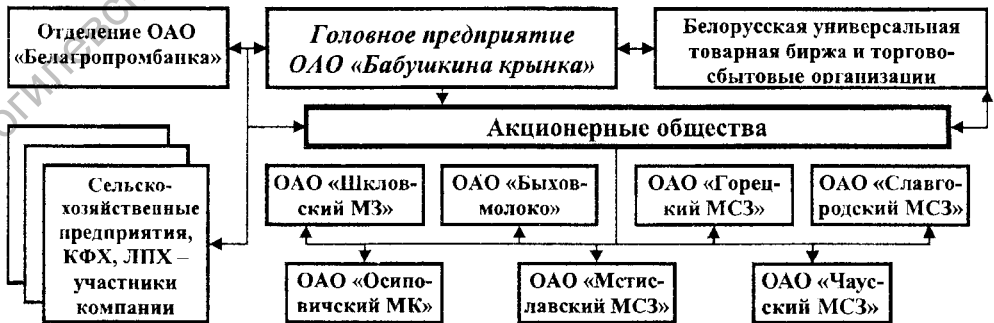 Отделение ОАО
«Белагропромбанка»
Головное предприятие
ОАО «Бабушкина крынка»
Белорусская универсальная
товарная биржа и торгово-
сбытовые организации
Акционерные общества
Сельско-
хозяйственные
предприятия,
КФХ, ЛПХ –
участники
компании
ОАО «Шклов-
ский МЗ»
ОАО «Быхов-
молоко»
ОАО «Горец-
кий МСЗ»
ОАО «Славго-
родский МСЗ»
ОАО «Осипо-
вичский МК»
ОАО «Мстис-
лавский МСЗ»
ОАО «Чаус-
ский МСЗ»